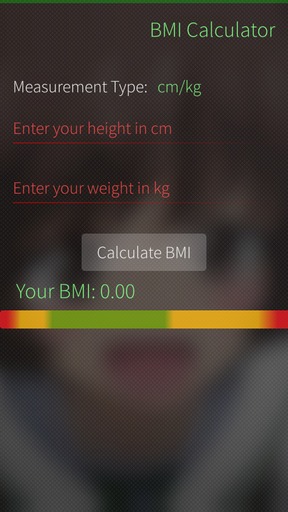 BMI Calculator
Measurement Type: cm/kg
Enter your height in cm
Enter your weight in kg
Calculate BMI
Your BMI: 0.00